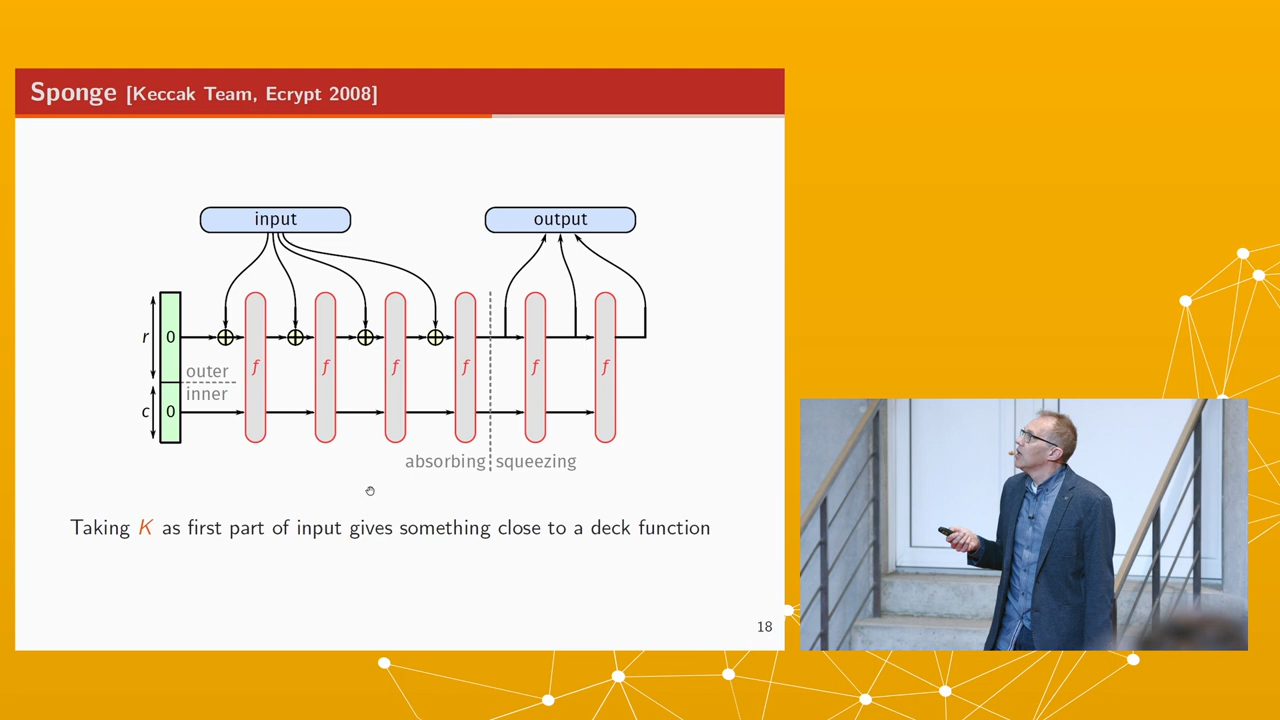 Sponge [Keccak Team, Ecrypt 2008]
input
output
r
0
outer
inner
c
0
f
f
f
f
f
f
absorbing
squeezing
Taking K as first part of input gives something close to a deck function
18